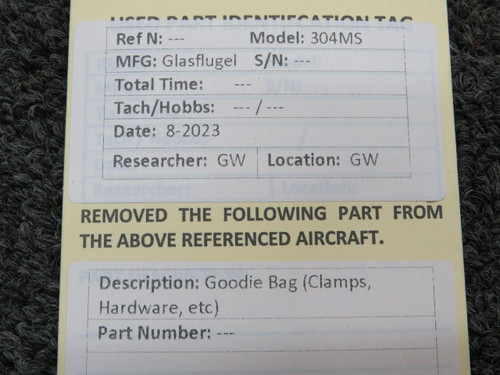 USED PART IDENTIFICATION TAG
Ref N: --- Model: 304MS
MFG: Glasflugel S/N: ---
Total Time: ---
Tach/Hobbs: --- / ---
Date: 8-2023
Researcher: GW Location: GW
REMOVED THE FOLLOWING PART FROM
THE ABOVE REFERENCED AIRCRAFT.
Description: Goodie Bag (Clamps,
Hardware, etc)
Part Number: ---